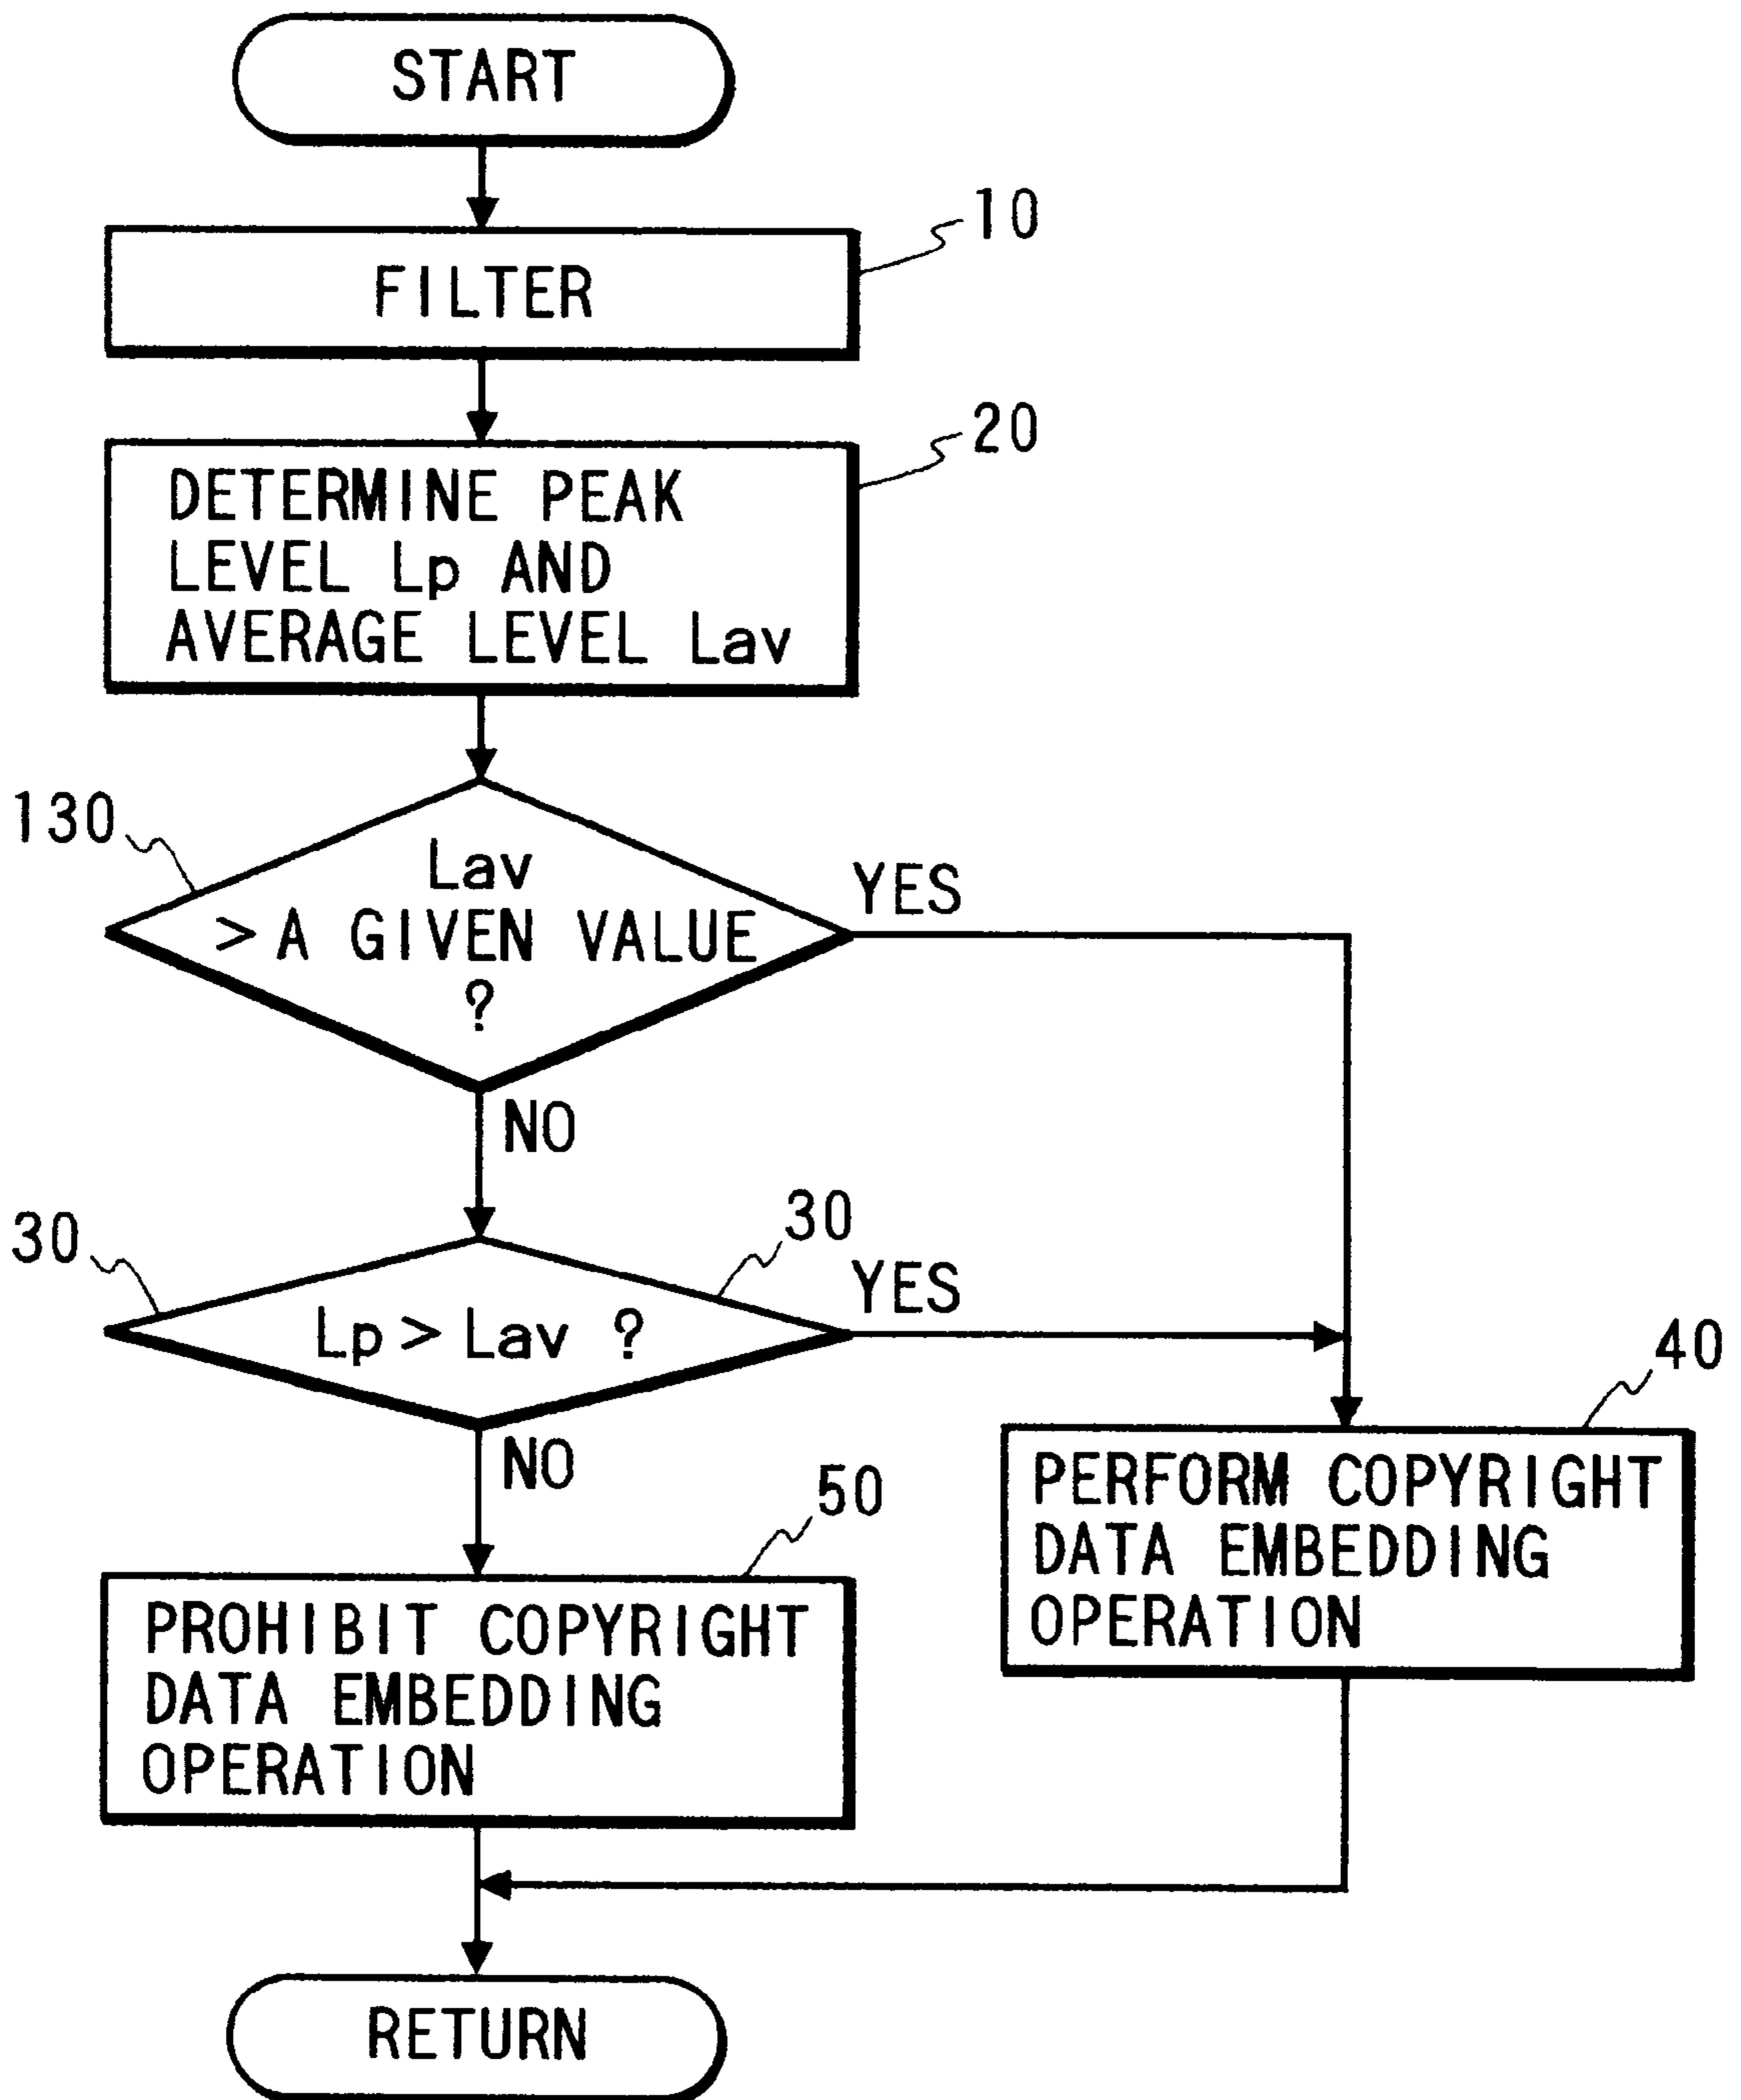 START
10
FILTER
20
DETERMINE PEAK
LEVEL Lp AND
AVERAGE LEVEL Lav
130
Lav
> A GIVEN VALUE
?
YES
NO
30
30
Lp > Lav ?
YES
NO
40
PERFORM COPYRIGHT
DATA EMBEDDING
OPERATION
50
PROHIBIT COPYRIGHT
DATA EMBEDDING
OPERATION
RETURN